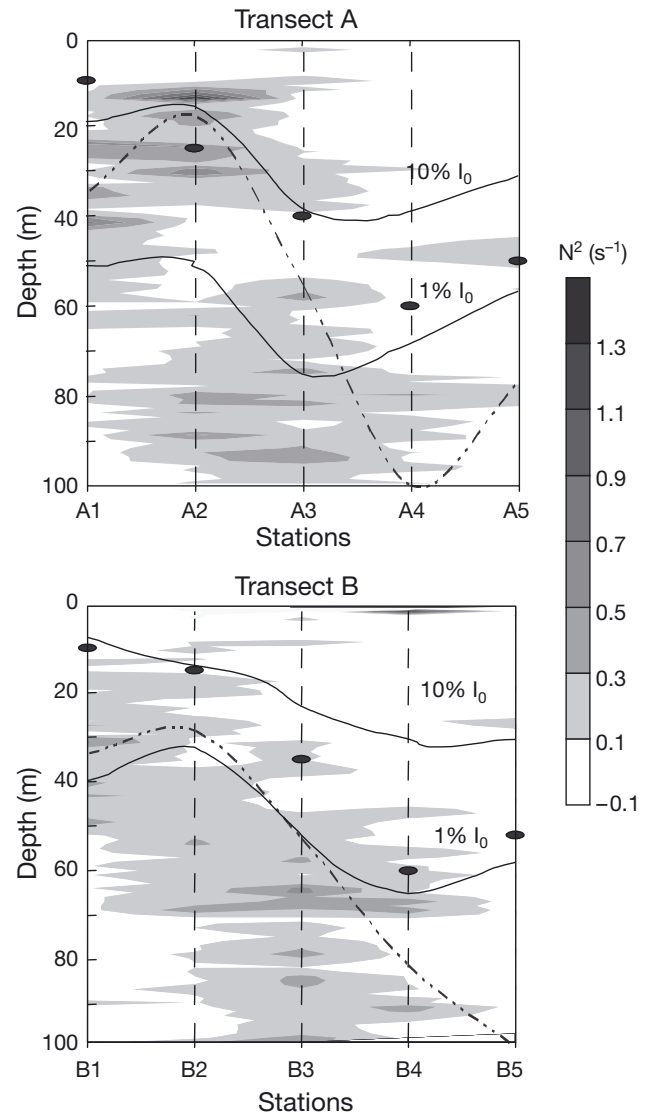 Transect A
0
20
40
60
80
100
Depth (m)
10% I₀
1% I₀
A1 A2 A3 A4 A5
Stations
N² (s⁻¹)
1.3
1.1
0.9
0.7
0.5
0.3
0.1
−0.1
Transect B
0
20
40
60
80
100
Depth (m)
10% I₀
1% I₀
B1 B2 B3 B4 B5
Stations